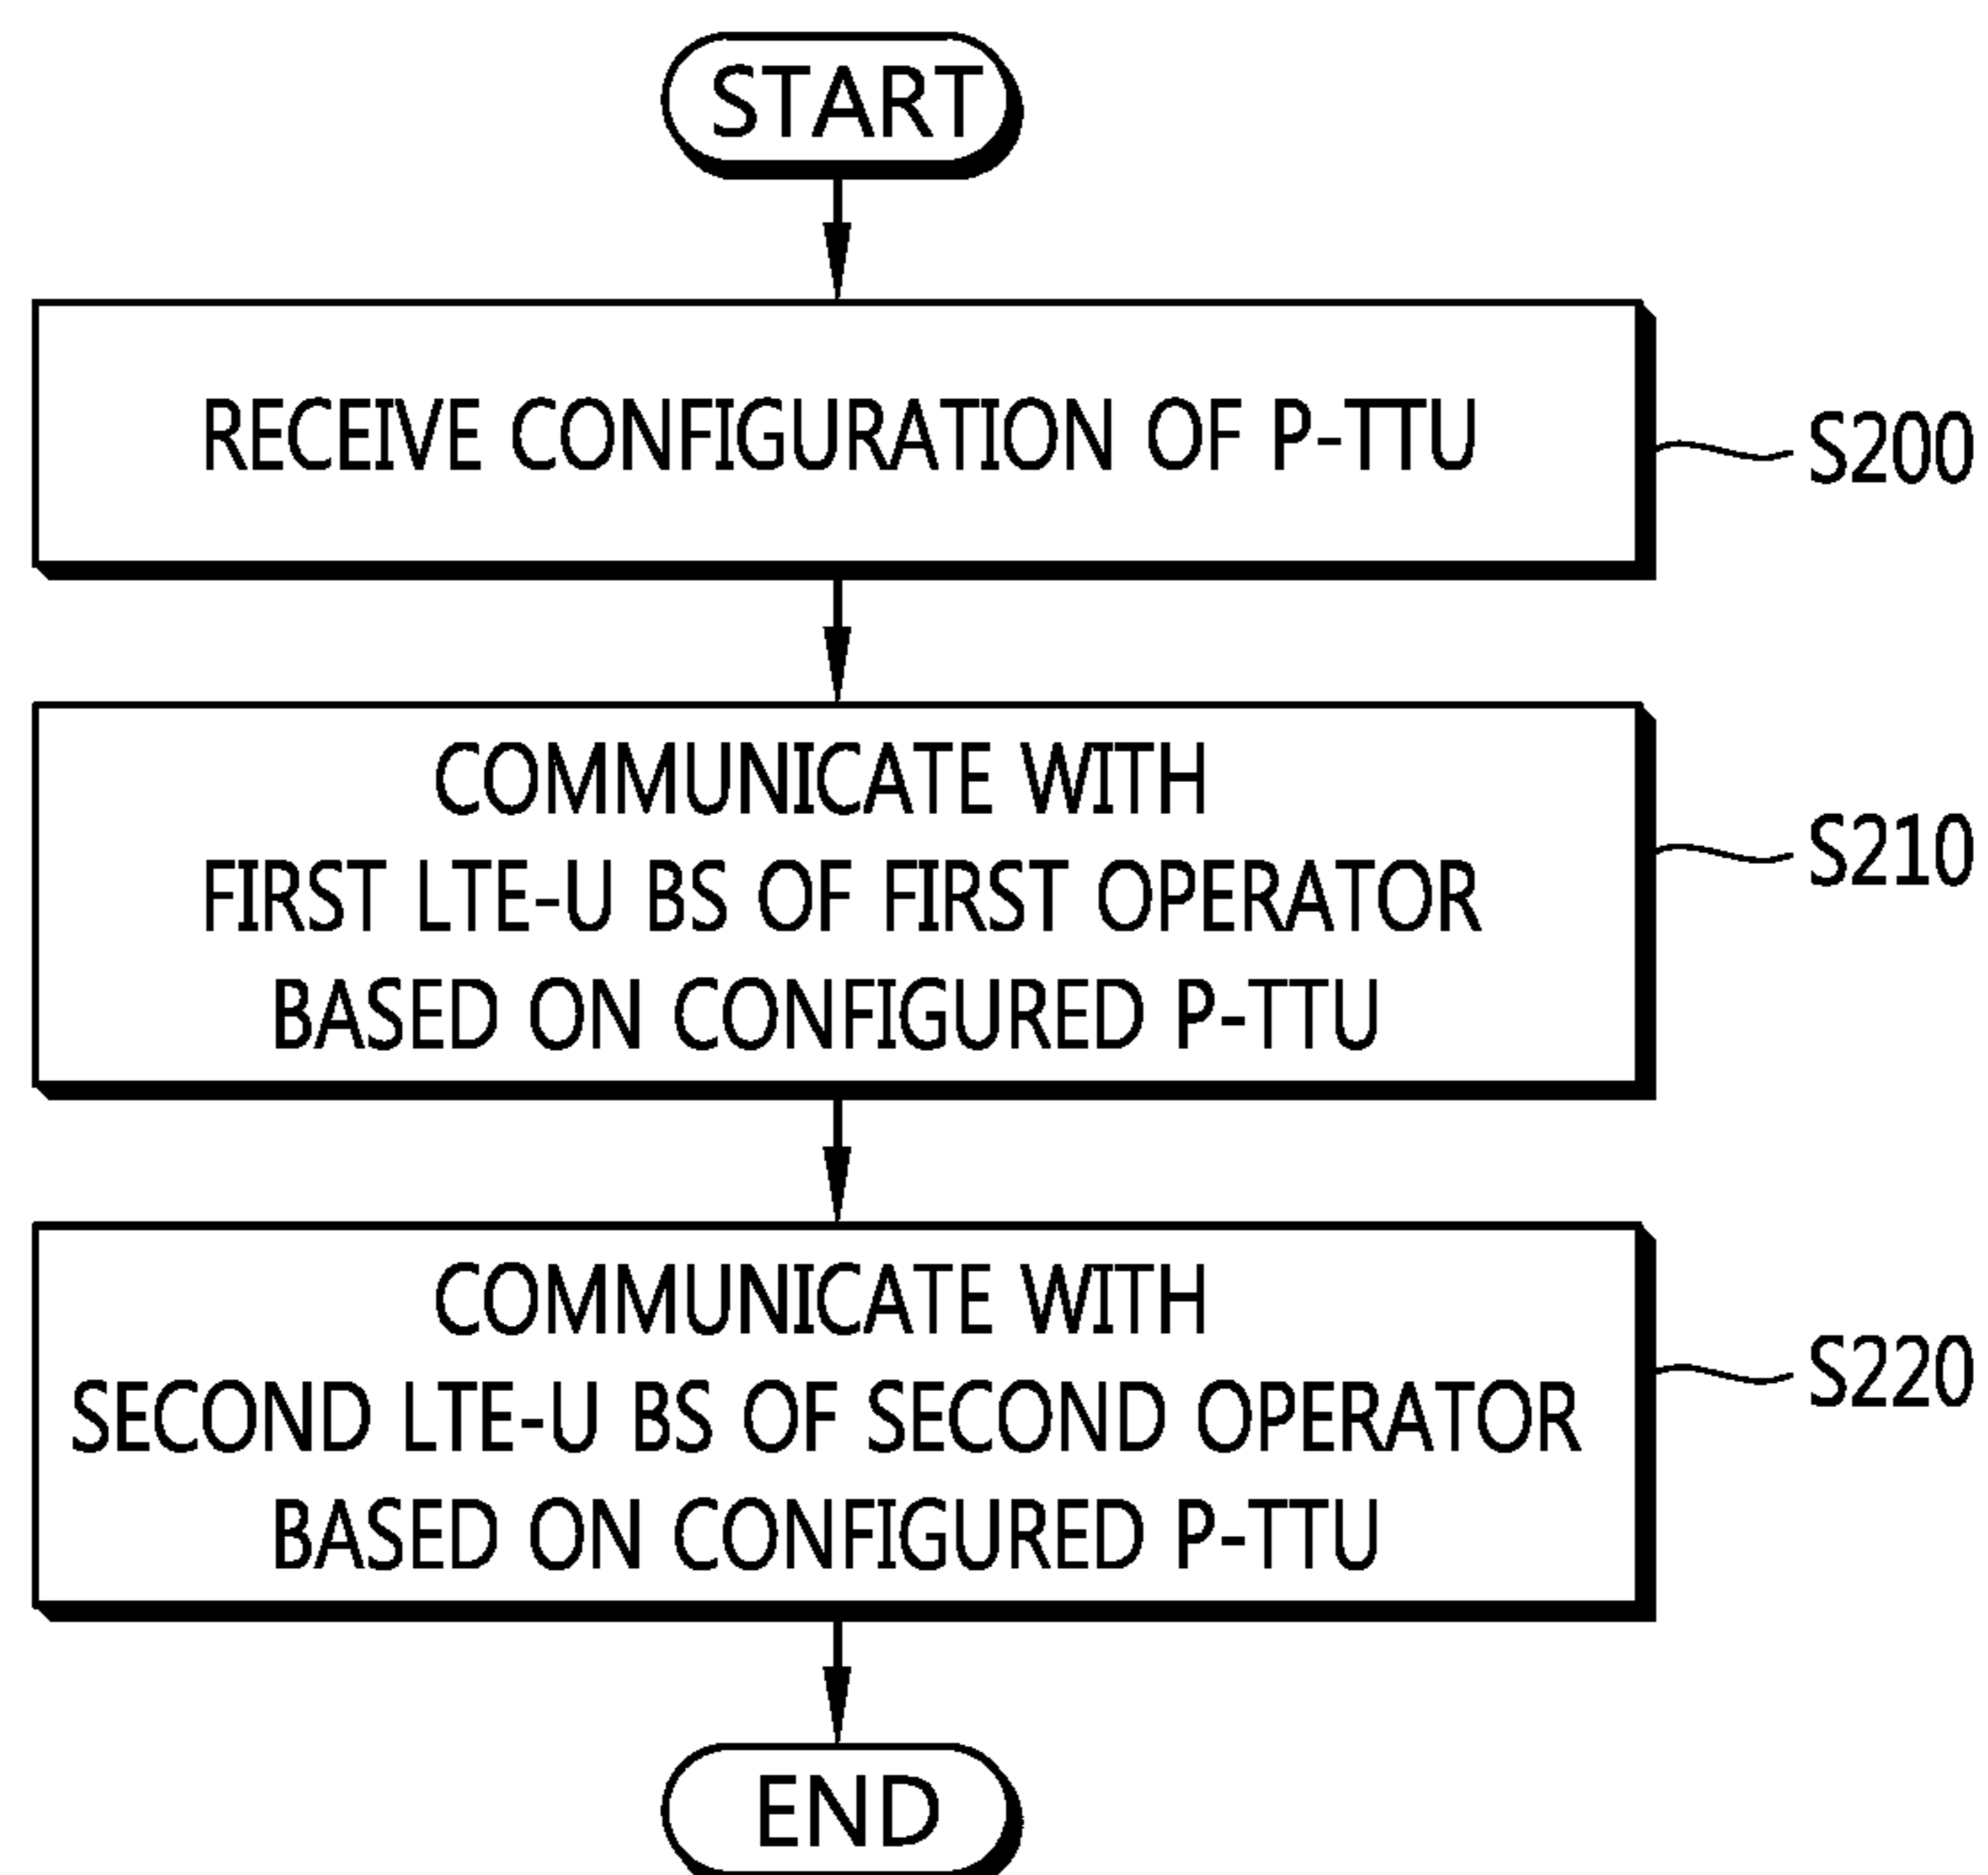 START
RECEIVE CONFIGURATION OF P-TTU
S200
COMMUNICATE WITH
FIRST LTE-U BS OF FIRST OPERATOR
BASED ON CONFIGURED P-TTU
S210
COMMUNICATE WITH
SECOND LTE-U BS OF SECOND OPERATOR
BASED ON CONFIGURED P-TTU
S220
END